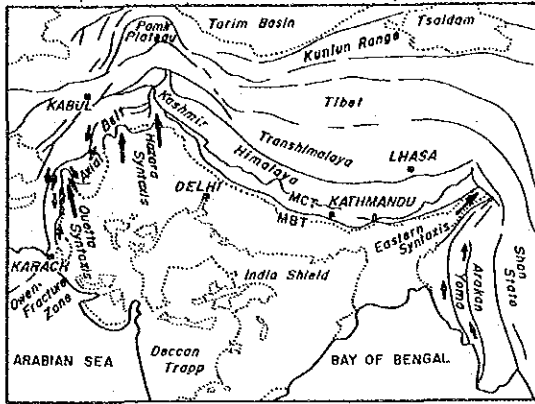 Tarim Basin
Tsaidam
Pamir
Plateau
Kunlun Range
KABUL
Tibet
Kashmir
Belt
Axial
Transhimalaya
LHASA
Himalaya
Hazara
Syntaxis
DELHI
MCT
KATHMANDU
MBT
Quetta
Syntaxis
Eastern Syntaxis
KARACHI
Owen-
Fracture
Zone
India Shield
Arakan
Yoma
Shan
State
ARABIAN SEA
Deccan
Trapp
BAY OF BENGAL